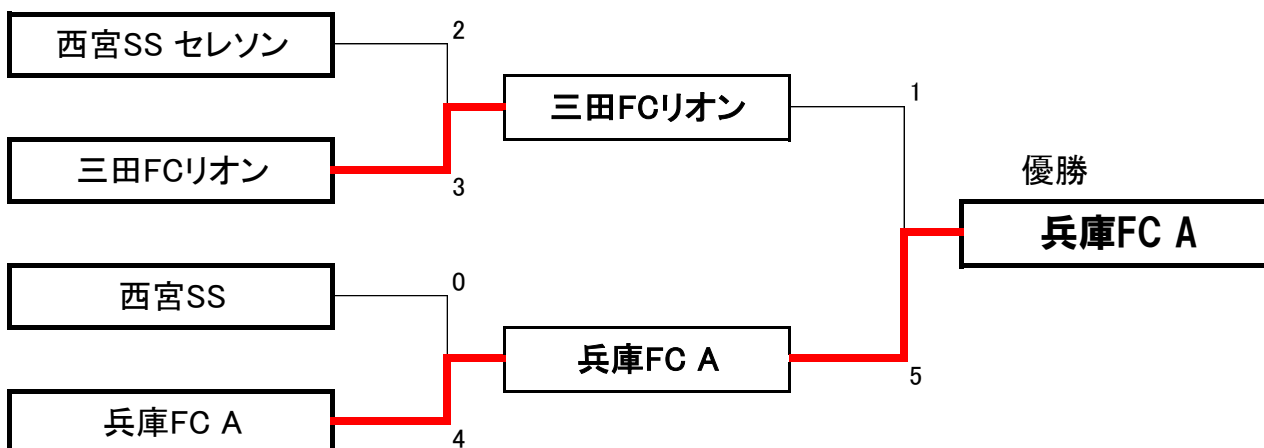 西宮SS セレソン
2
三田FCリオン
1
三田FCリオン
3
優勝
兵庫FC A
西宮SS
0
兵庫FC A
5
兵庫FC A
4